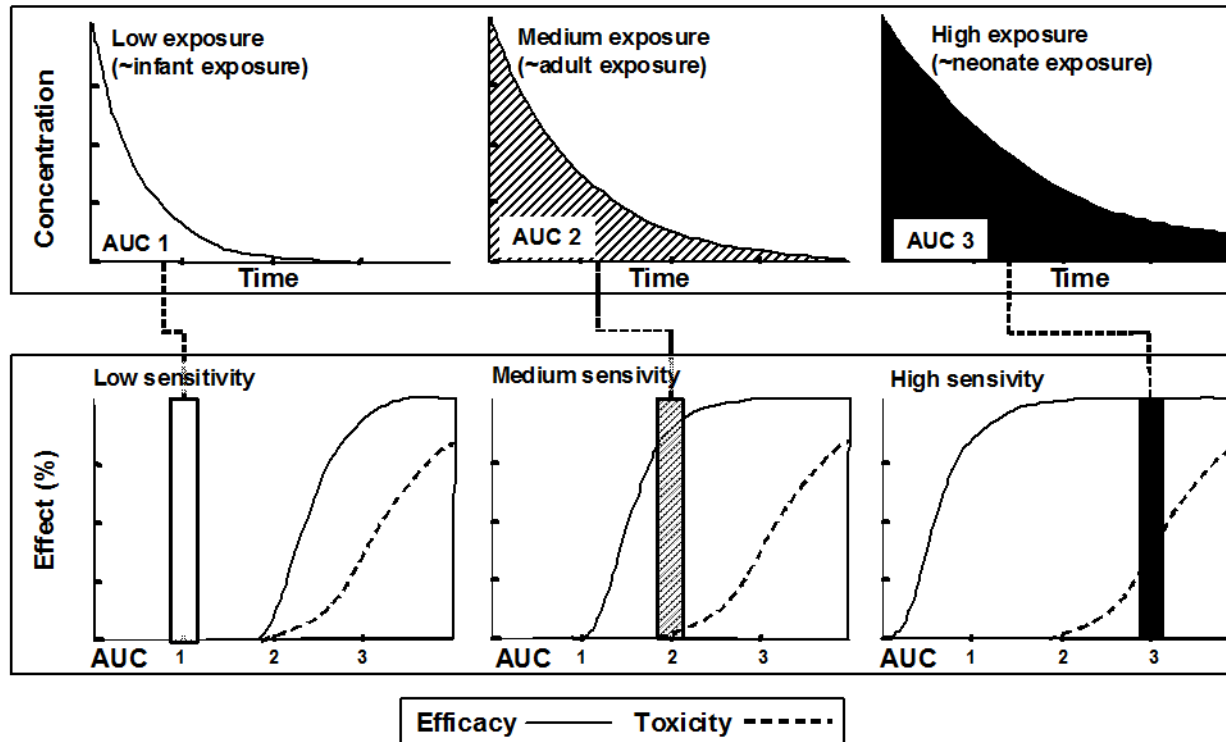 Low exposure
(~infant exposure)
Medium exposure
(~adult exposure)
High exposure
(~neonate exposure)
Concentration
AUC 1
AUC 2
AUC 3
Time
Time
Time
Low sensitivity
Medium sensivity
High sensivity
Effect (%)
AUC 1 2 3
AUC 1 2 3
AUC 1 2 3
Efficacy Toxicity